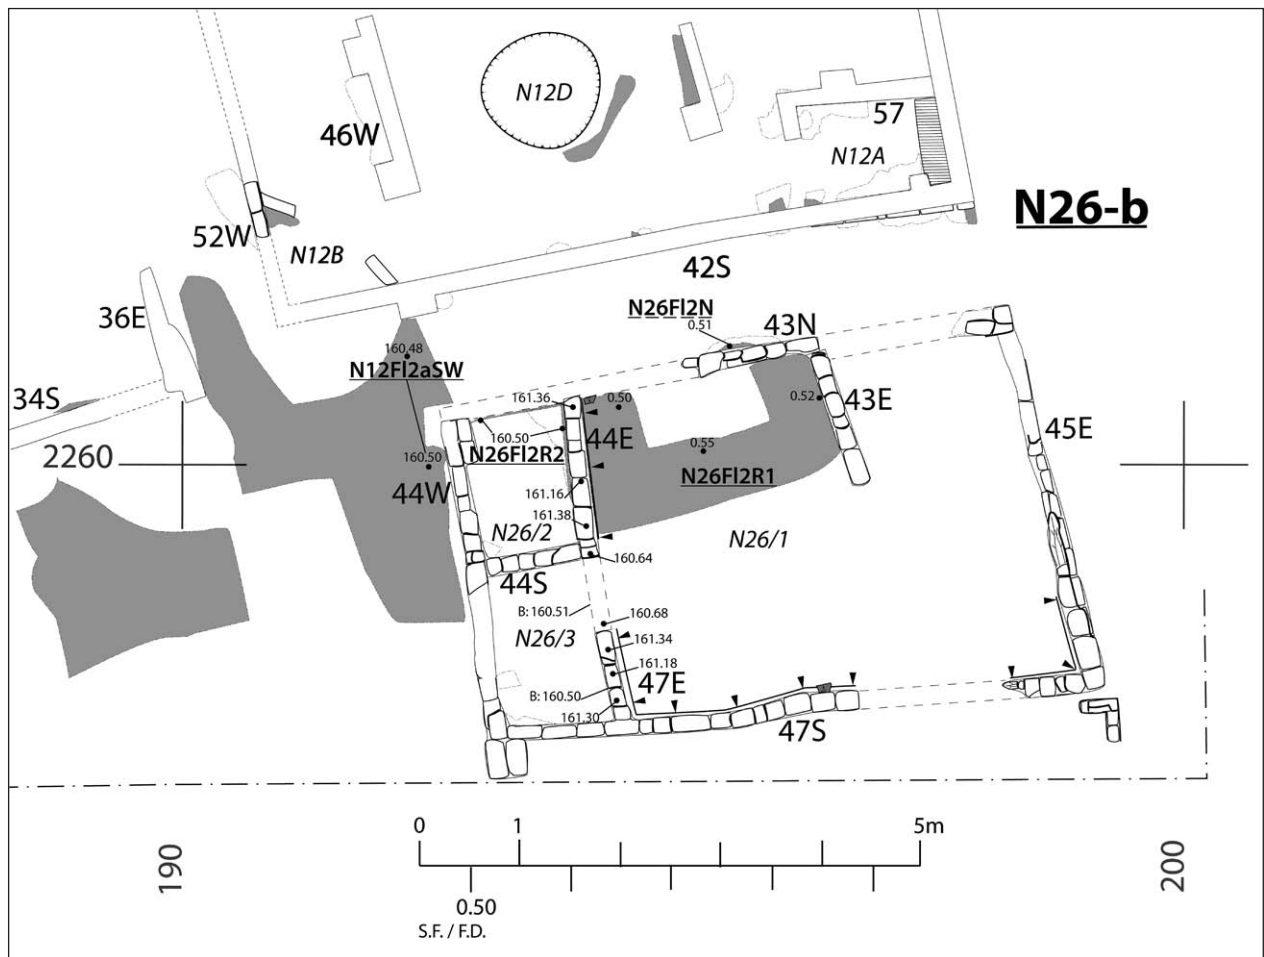 N12D
46W
57
N12A
N26-b
52W
N12B
42S
36E
N26Fl2N
0.51
43N
160.48
N12Fl2aSW
34S
161.36
0.50
0.52
43E
44E
45E
160.50
N26Fl2R2
0.55
2260
160.50
N26Fl2R1
44W
161.16
161.38
N26/2
N26/1
160.64
44S
B: 160.51
160.68
N26/3
161.34
161.18
B: 160.50
47E
161.30
47S
0
1
5m
190
200
0.50
S.F. / F.D.